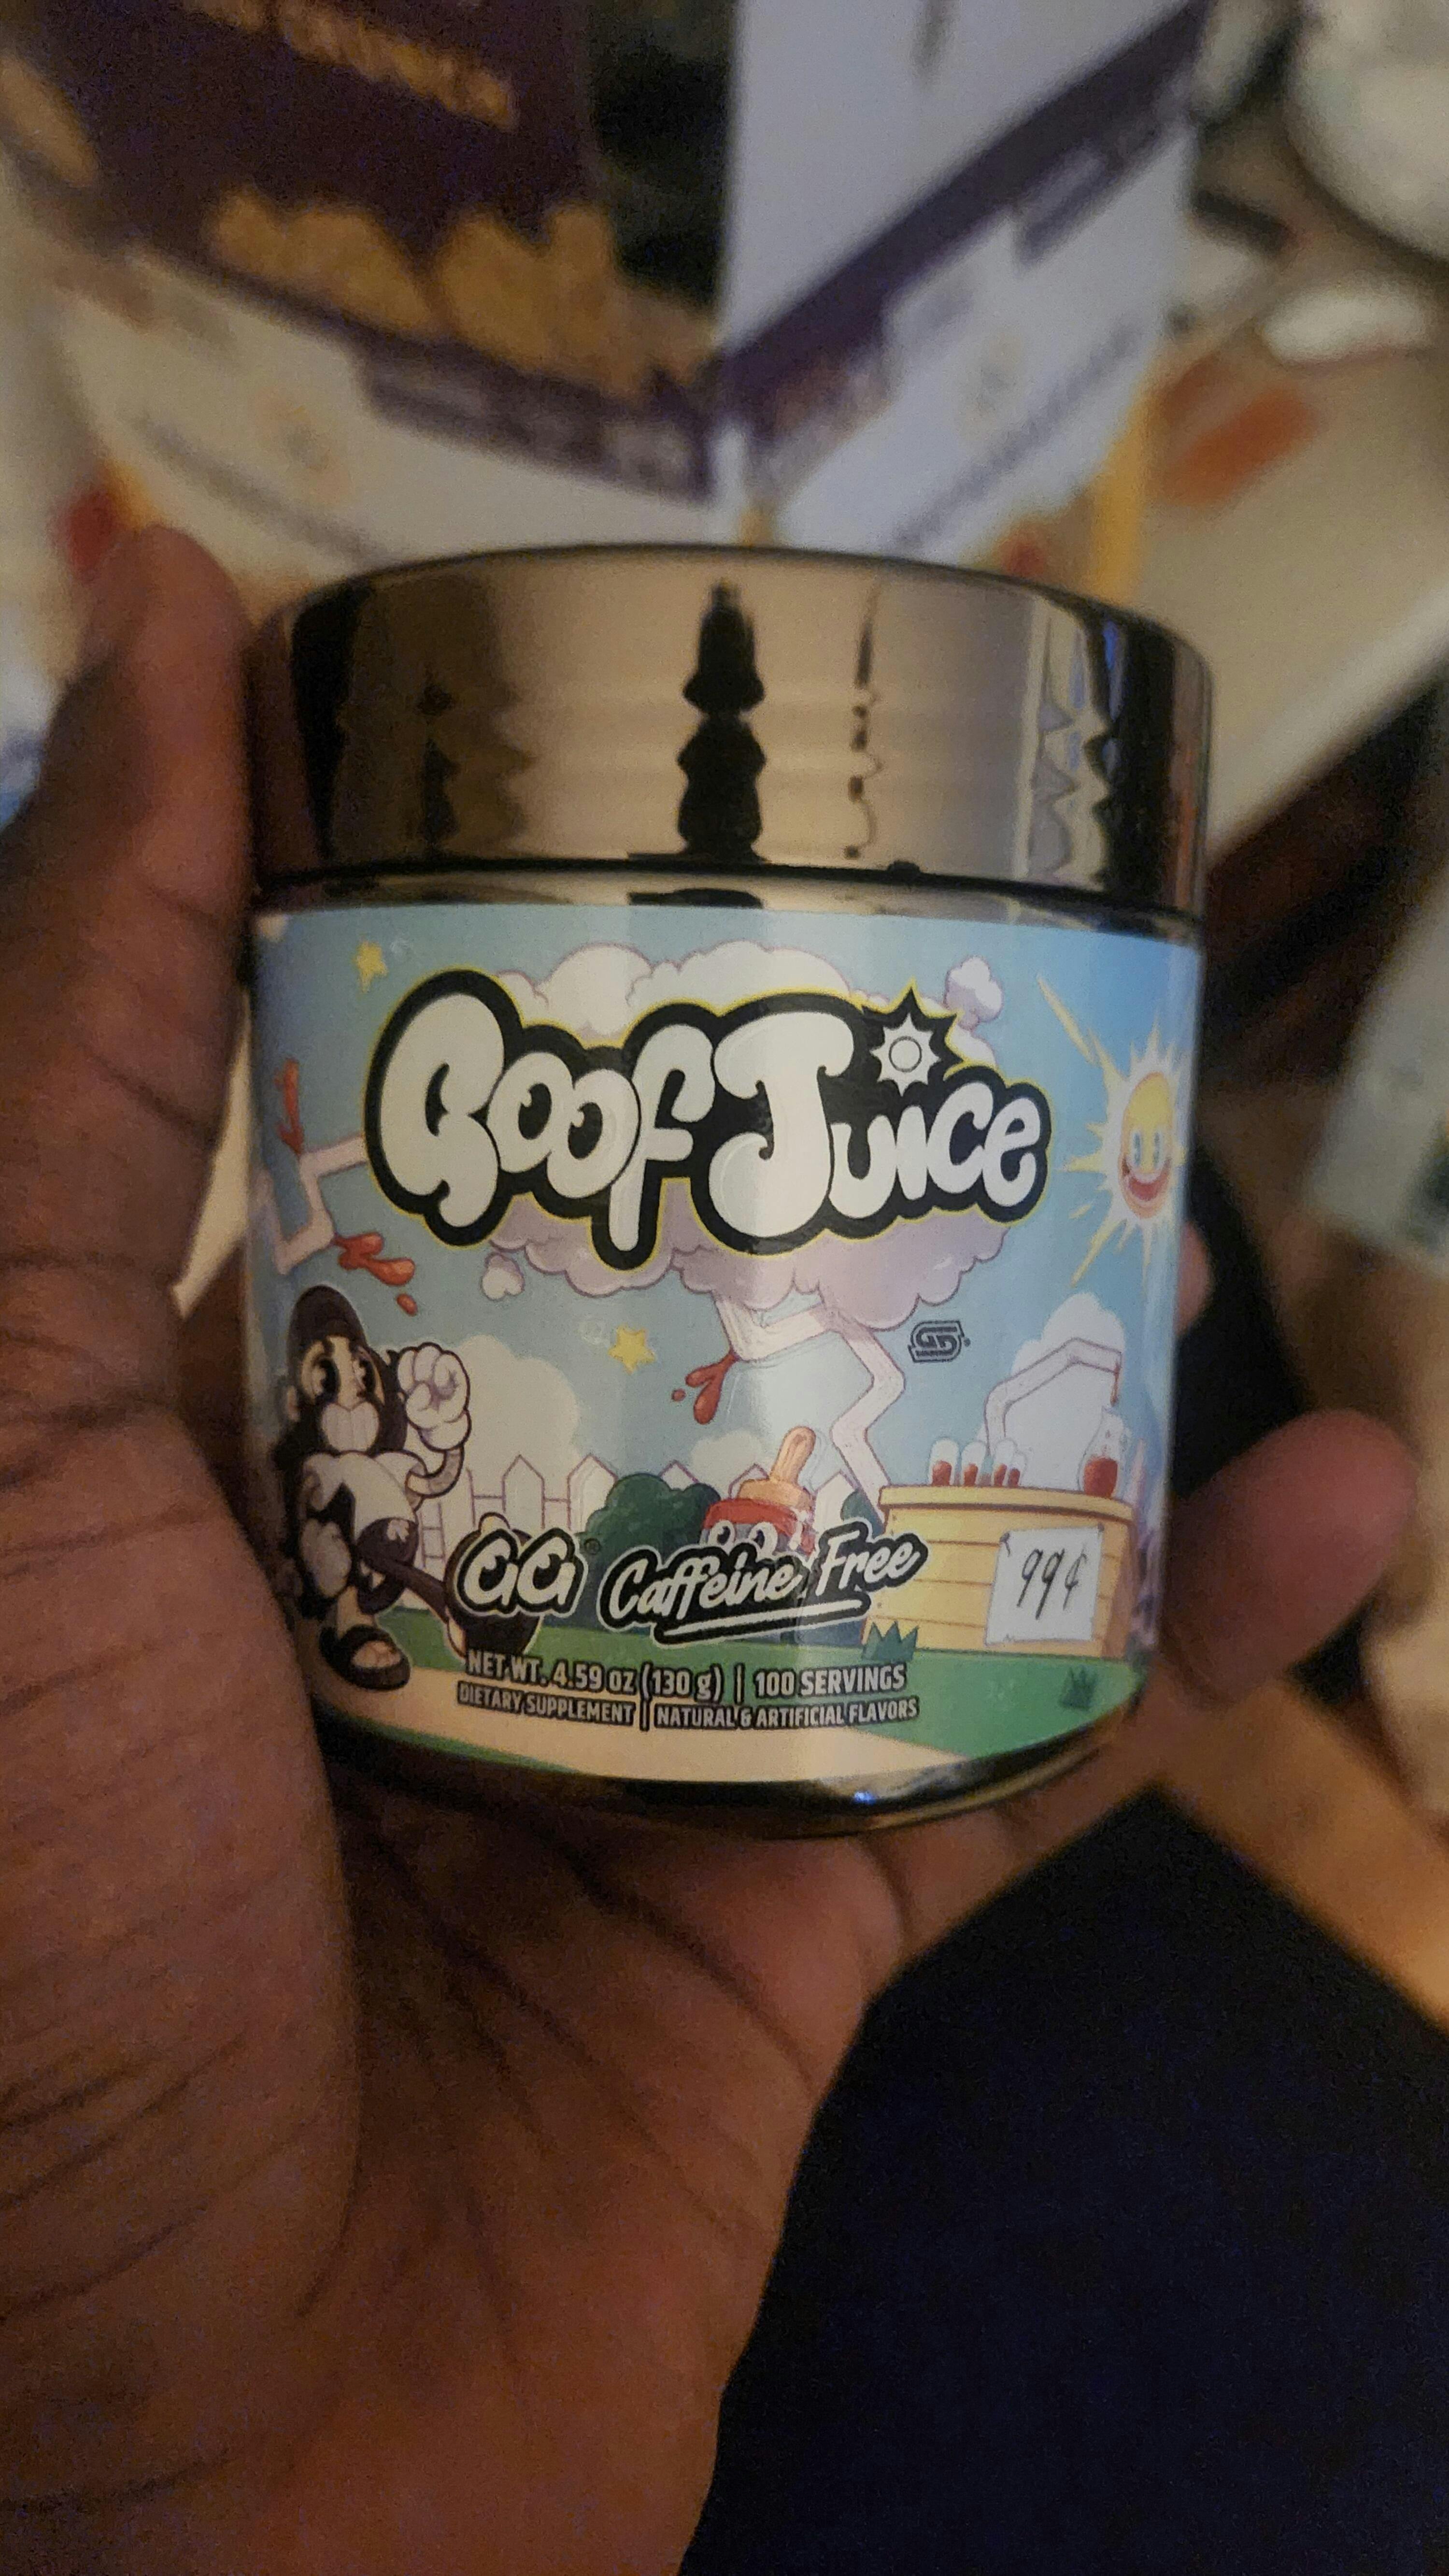 Goof Juice
GG® Caffeine Free
99¢
NET WT. 4.59 oz (130 g) | 100 SERVINGS
DIETARY SUPPLEMENT | NATURAL & ARTIFICIAL FLAVORS